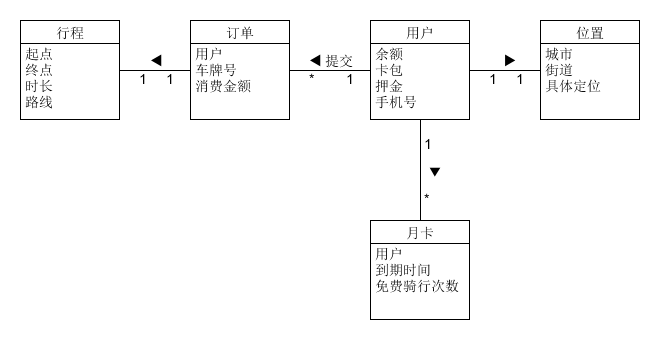 行程
起点
终点
时长
路线
1 1
订单
用户
车牌号
消费金额
提交
* 1
用户
余额
卡包
押金
手机号
1 1
位置
城市
街道
具体定位
1
*
月卡
用户
到期时间
免费骑行次数